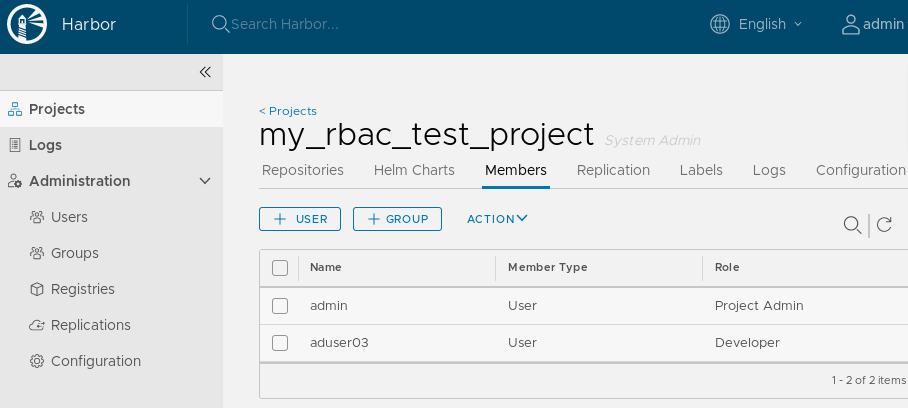 Harbor
Search Harbor...
English
admin
Projects
Logs
Administration
Users
Groups
Registries
Replications
Configuration
< Projects
my_rbac_test_project System Admin
Repositories Helm Charts Members Replication Labels Logs Configuration
USER GROUP ACTION
Name Member Type Role
admin User Project Admin
aduser03 User Developer
1 - 2 of 2 items